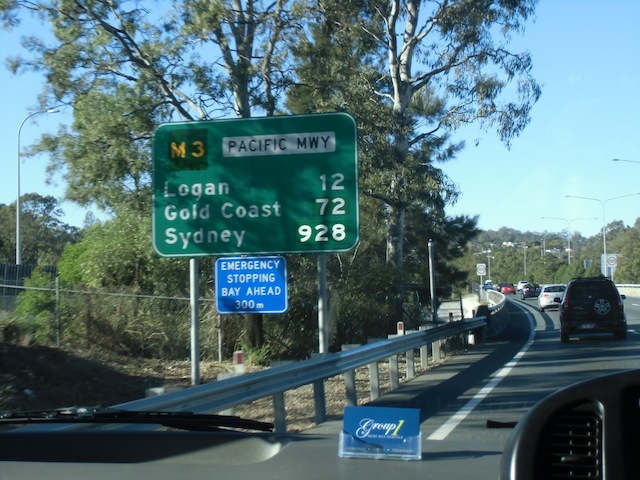 M3 PACIFIC MWY
Logan 12
Gold Coast 72
Sydney 928
EMERGENCY
STOPPING
BAY AHEAD
300m
Group1